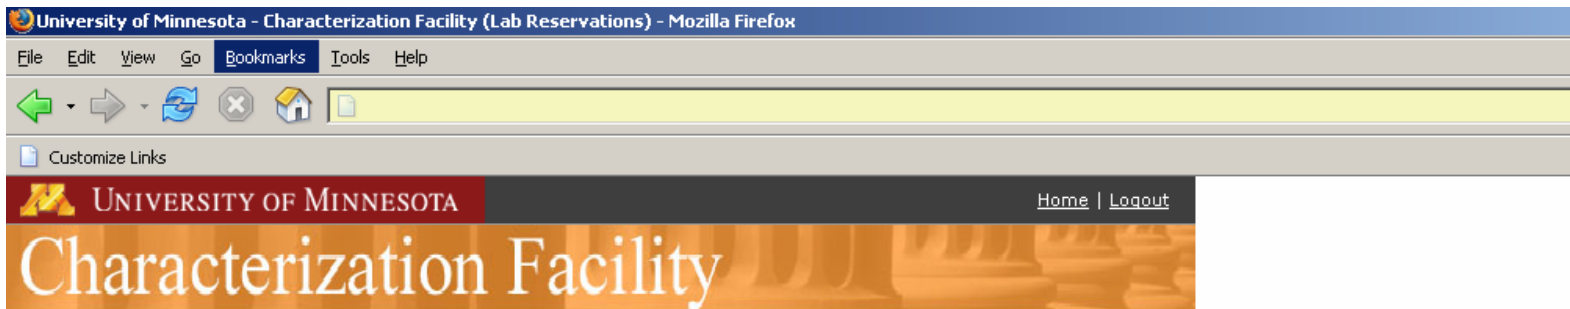 University of Minnesota - Characterization Facility (Lab Reservations) - Mozilla Firefox
File Edit View Go Bookmarks Tools Help
Customize Links
M UNIVERSITY OF MINNESOTA Home | Logout
Characterization Facility